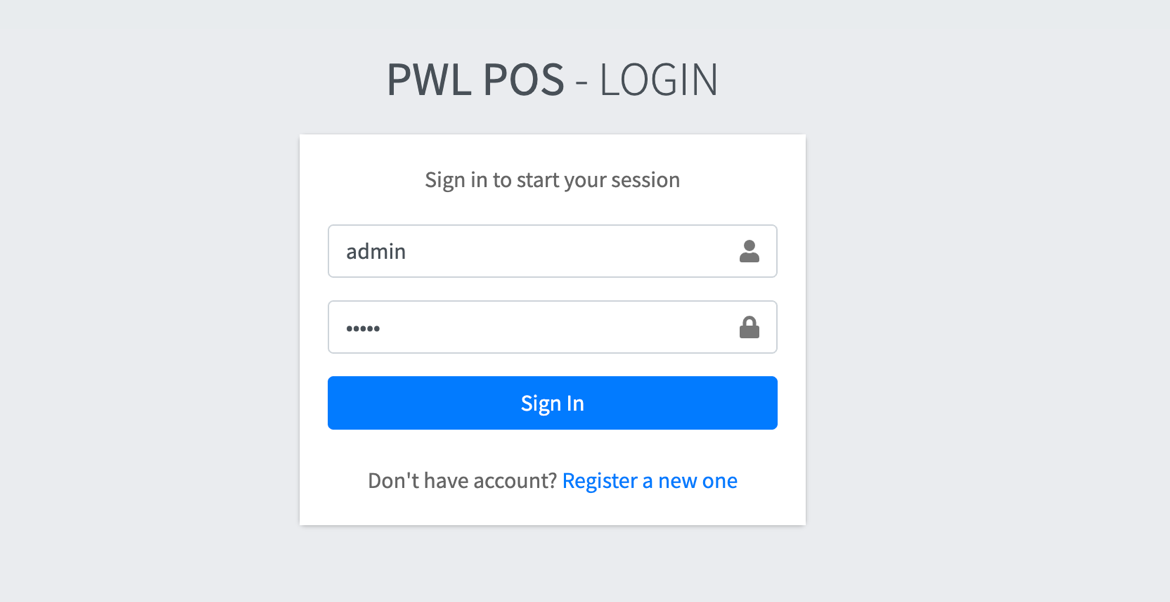 PWL POS - LOGIN
Sign in to start your session
admin
•••••
Sign In
Don't have account? Register a new one